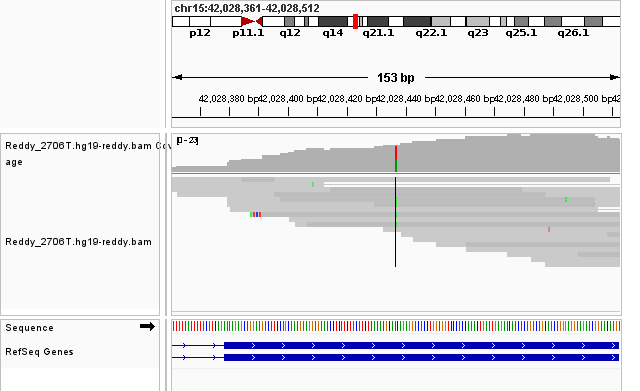 chr15:42,028,361-42,028,512
p12 p11.1 q12 q14 q21.1 q22.1 q23 q25.1 q26.1
153 bp
42,028,380 bp 42,028,400 bp 42,028,420 bp 42,028,440 bp 42,028,460 bp 42,028,480 bp 42,028,500 bp 42
[0-23]
Reddy_2706T.hg19-reddy.bam Cov
age
Reddy_2706T.hg19-reddy.bam
Sequence
RefSeq Genes